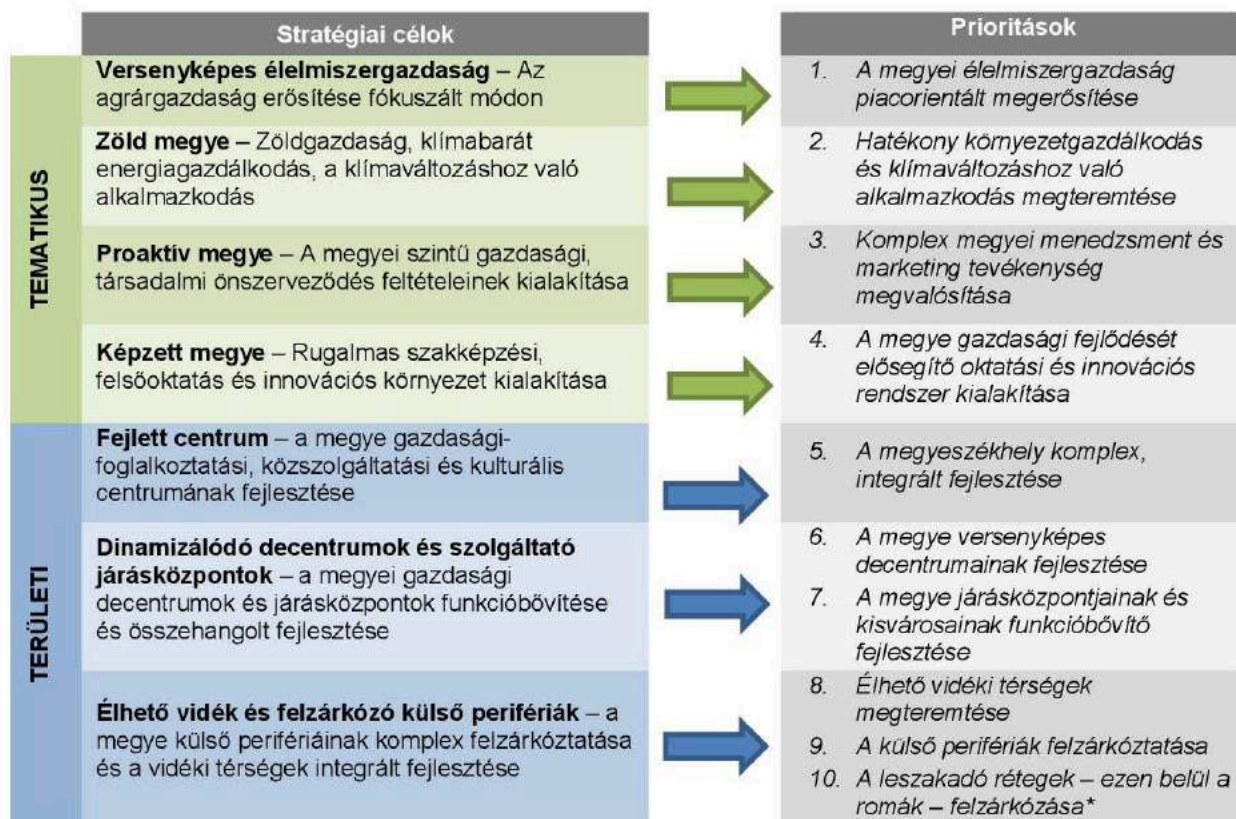 Stratégiai célok
Prioritások
TEMATIKUS
Versenyképes élelmiszergazdaság – Az
agrárgazdaság erősítése fókuszált módon
1. A megyei élelmiszergazdaság
piacorientált megerősítése
Zöld megye – Zöldgazdaság, klímabarát
energiagazdálkodás, a klímaváltozáshoz való
alkalmazkodás
2. Hatékony környezetgazdálkodás
és klímaváltozáshoz való
alkalmazkodás megteremtése
Proaktív megye – A megyei szintű gazdasági,
társadalmi önszerveződés feltételeinek kialakítása
3. Komplex megyei menedzsment és
marketing tevékenység
megvalósítása
Képzett megye – Rugalmas szakképzési,
felsőoktatás és innovációs környezet kialakítása
4. A megye gazdasági fejlődését
elősegítő oktatási és innovációs
rendszer kialakítása
TERÜLETI
Fejlett centrum – a megye gazdasági-
foglalkoztatási, közszolgáltatási és kulturális
centrumának fejlesztése
5. A megyeszékhely komplex,
integrált fejlesztése
Dinamizálódó decentrumok és szolgáltató
járásközpontok – a megyei gazdasági
decentrumok és járásközpontok funkcióbővítése
és összehangolt fejlesztése
6. A megye versenyképes
decentrumainak fejlesztése
7. A megye járásközpontjainak és
kisvárosainak funkcióbővítő
fejlesztése
Élhető vidék és felzárkózó külső perifériák – a
megye külső perifériáinak komplex felzárkóztatása
és a vidéki térségek integrált fejlesztése
8. Élhető vidéki térségek
megteremtése
9. A külső perifériák felzárkóztatása
10. A leszakadó rétegek – ezen belül a
romák – felzárkózása*